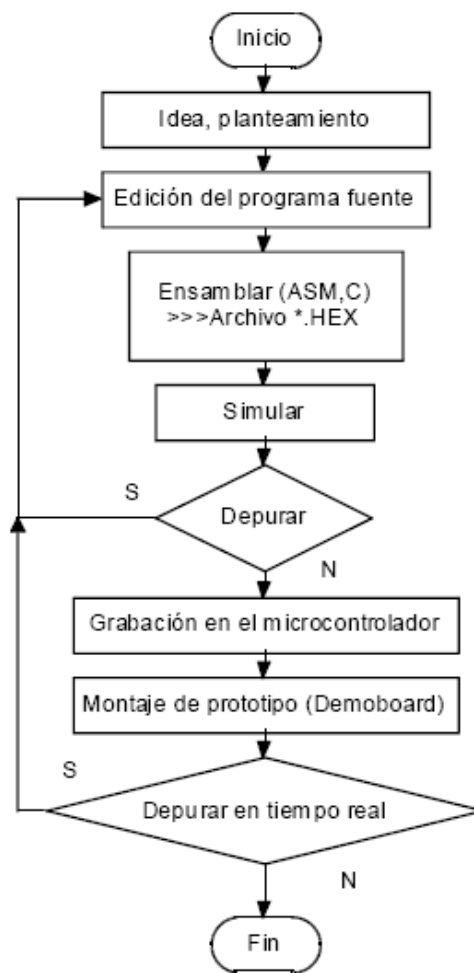 Inicio
Idea, planteamiento
Edición del programa fuente
Ensamblar (ASM,C)
>>>Archivo *.HEX
Simular
S
Depurar
N
Grabación en el microcontrolador
Montaje de prototipo (Demoboard)
S
Depurar en tiempo real
N
Fin